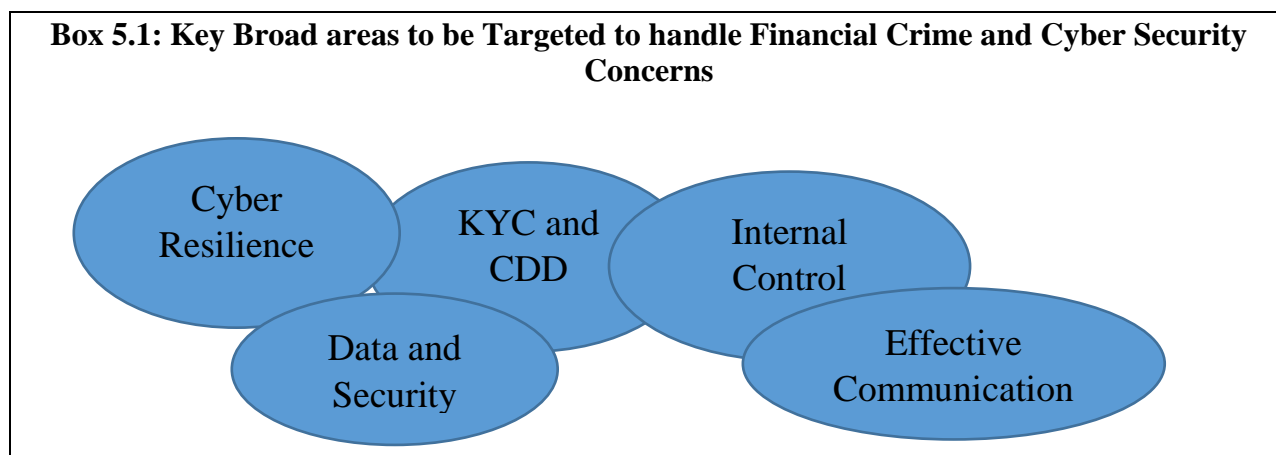 Box 5.1: Key Broad areas to be Targeted to handle Financial Crime and Cyber Security
Concerns
Cyber
Resilience
KYC and
CDD
Internal
Control
Data and
Security
Effective
Communication